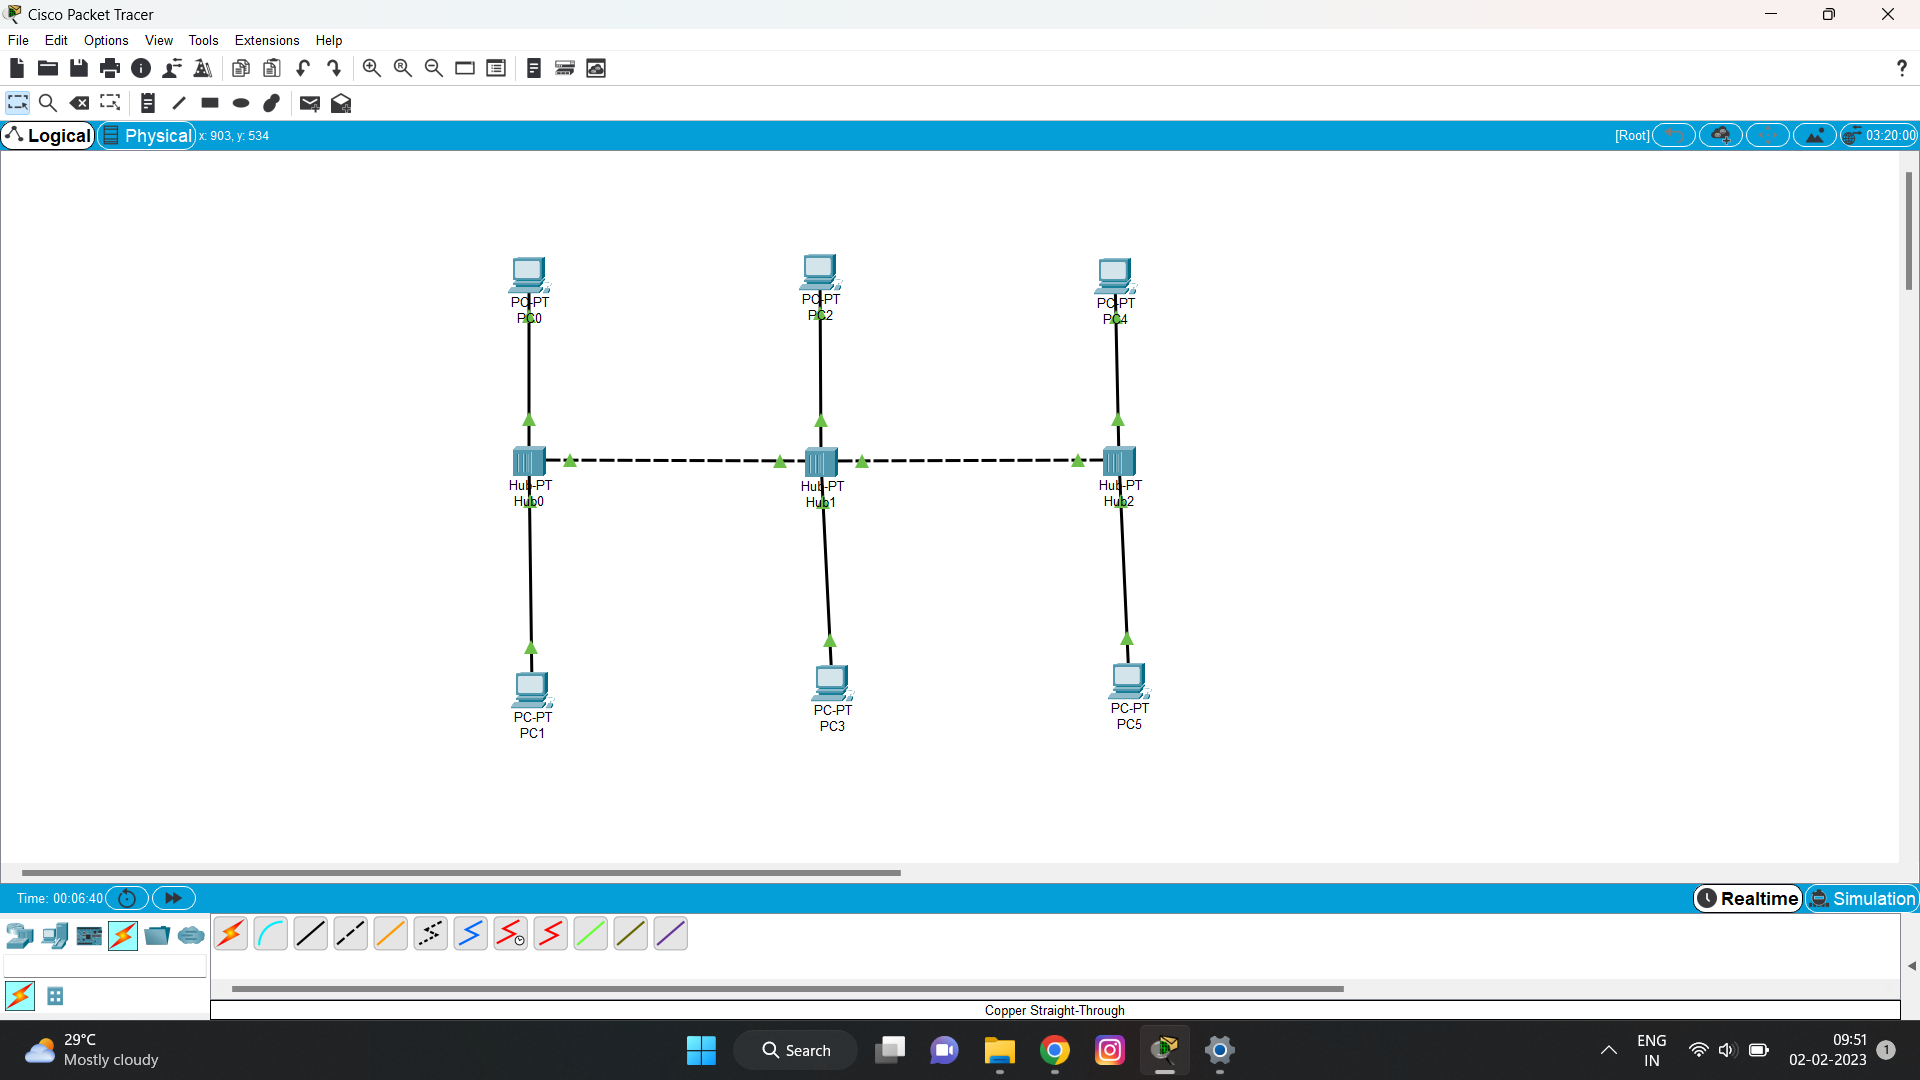 Cisco Packet Tracer
File Edit Options View Tools Extensions Help
?
Logical Physical x: 903, y: 534 [Root] 03:20:00
PC-PT
PC0
PC-PT
PC2
PC-PT
PC4
Hub-PT
Hub0
Hub-PT
Hub1
Hub-PT
Hub2
PC-PT
PC1
PC-PT
PC3
PC-PT
PC5
Time: 00:06:40 Realtime Simulation
Copper Straight-Through
29°C
Mostly cloudy
Search
ENG
IN
09:51
02-02-2023
1